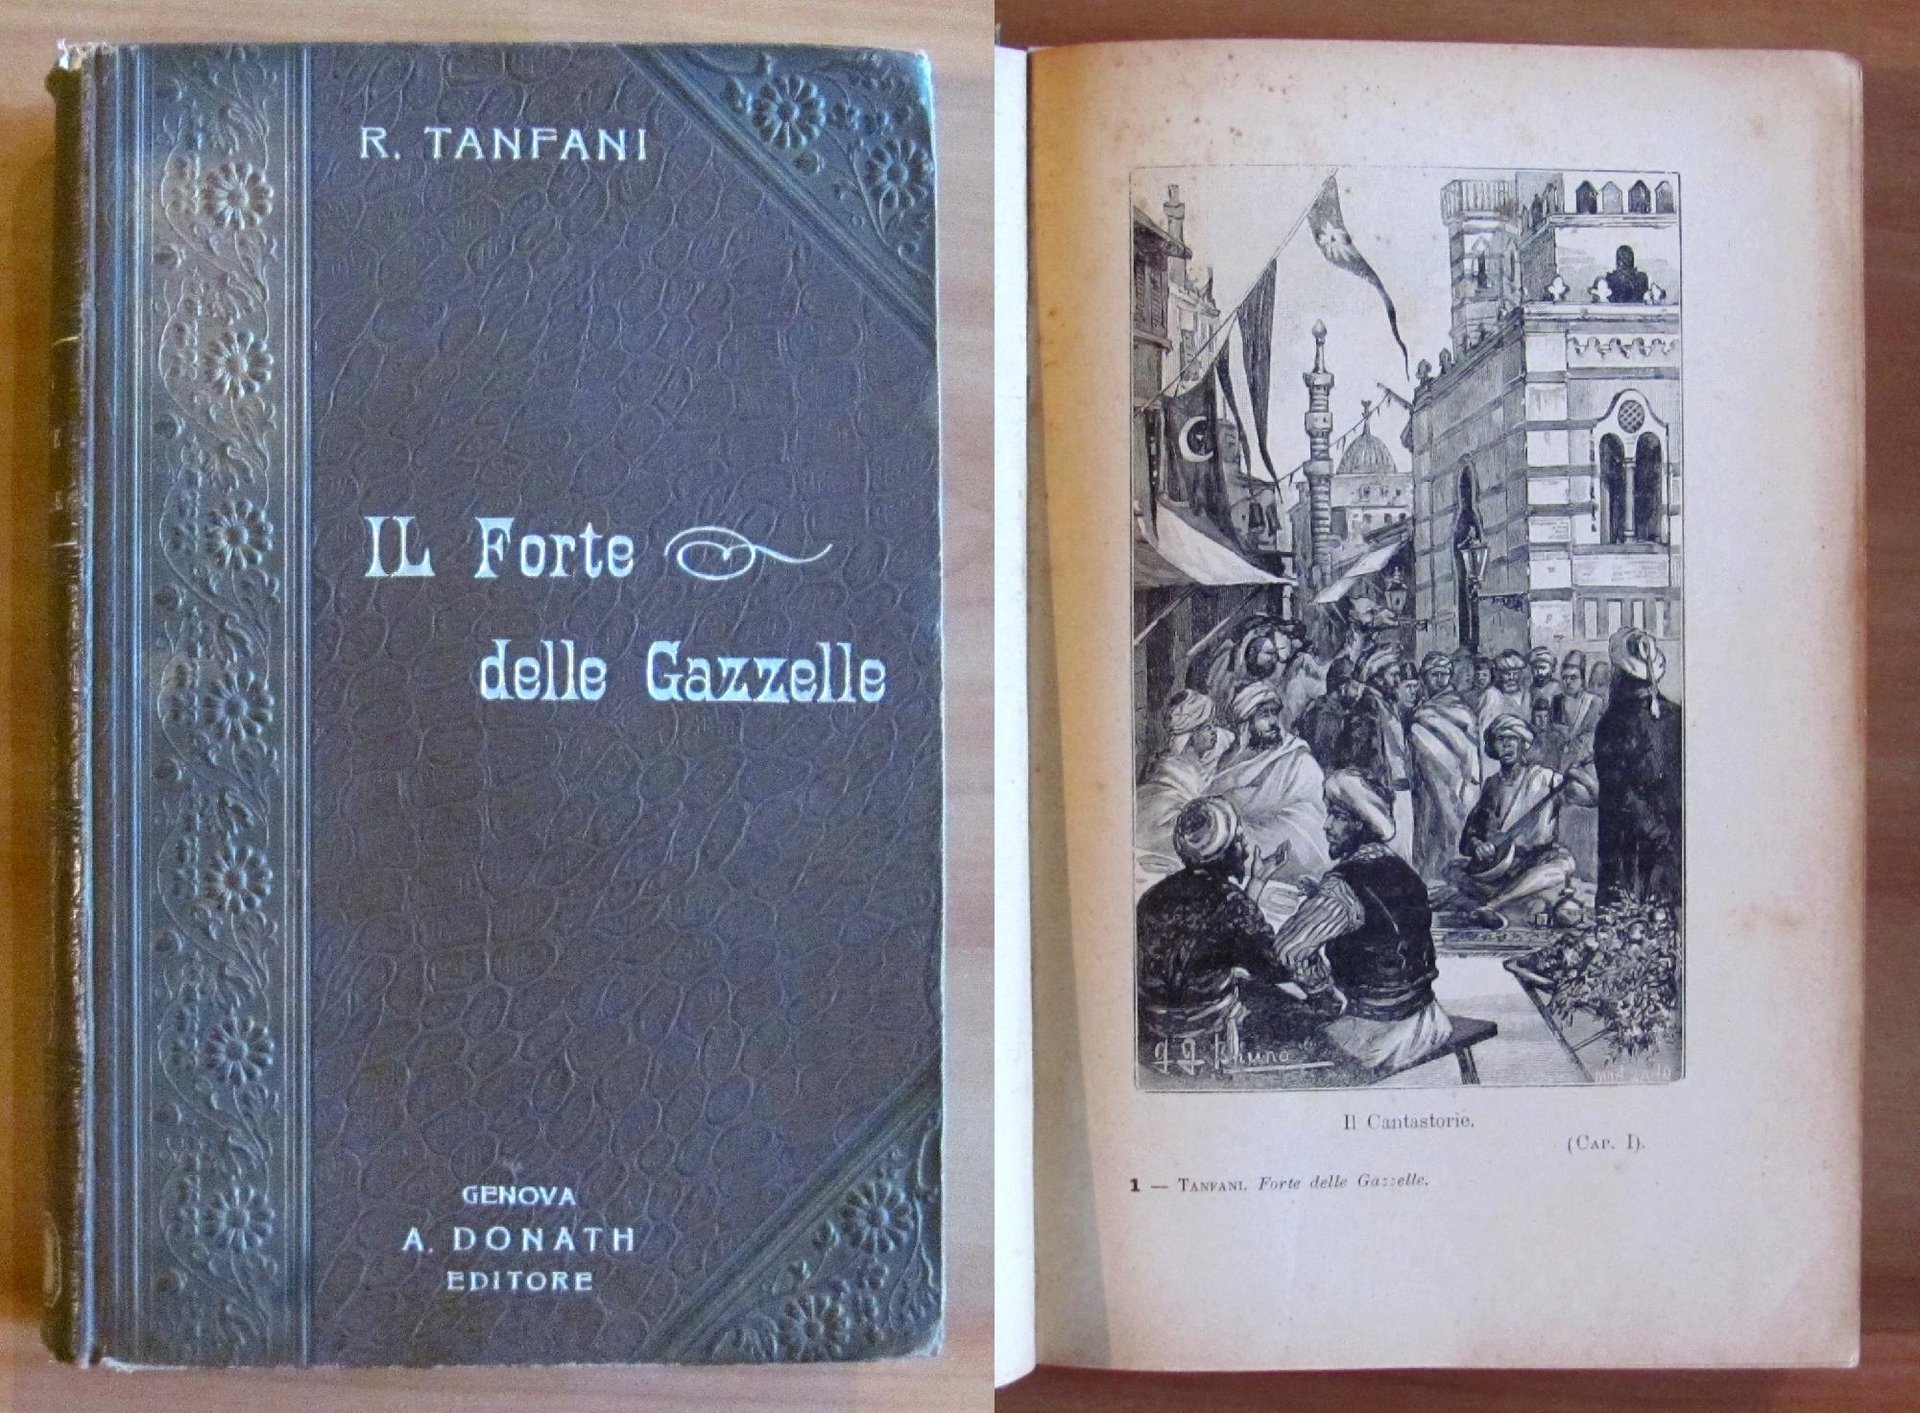 R. TANFANI
IL Forte
delle Gazzelle
GENOVA
A. DONATH
EDITORE
Il Cantastorie.
(CAP. I).
1 — TANFANI. Forte delle Gazzelle.